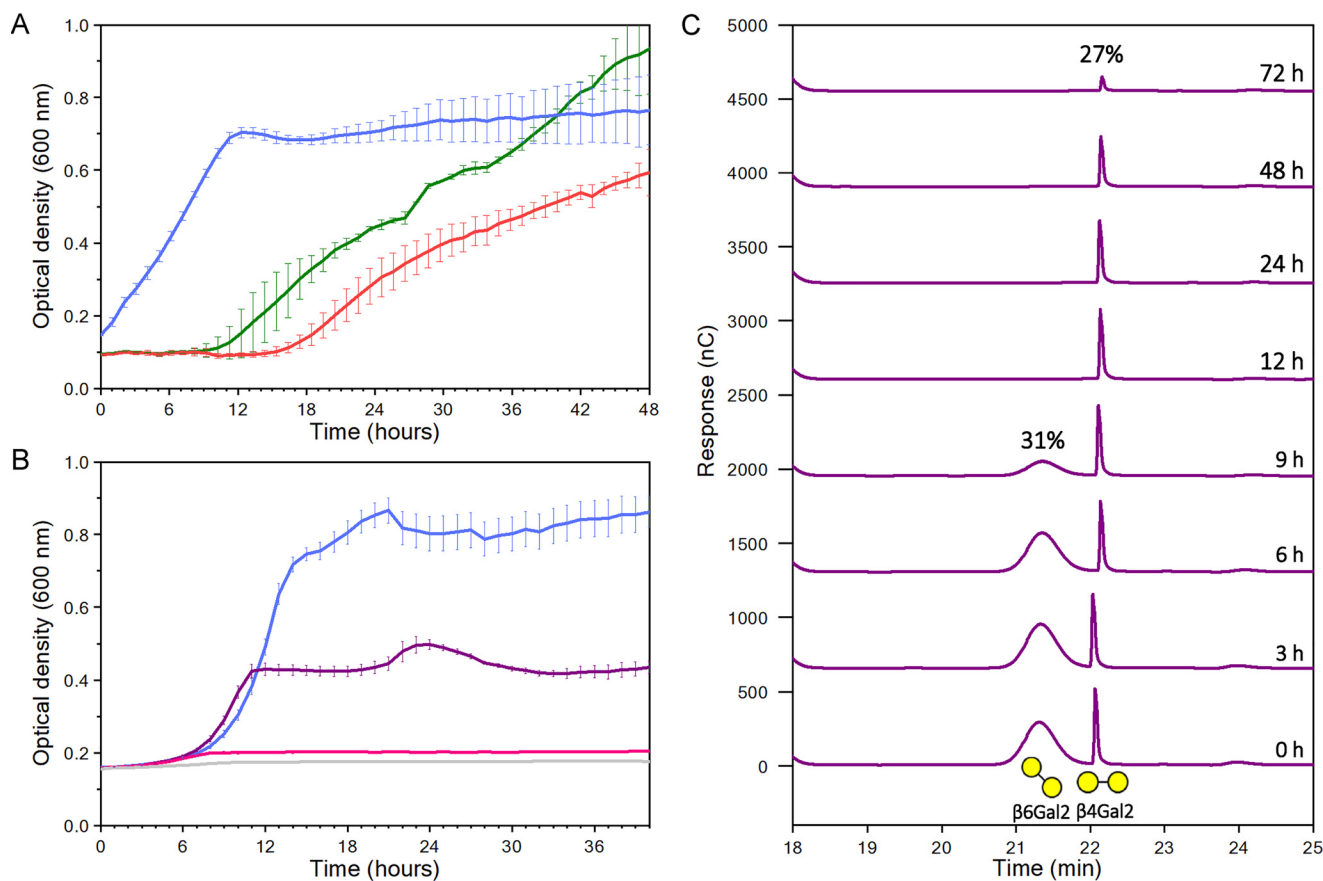 A
Optical density (600 nm)
1.0
0.8
0.6
0.4
0.2
0.0
0 6 12 18 24 30 36 42 48
Time (hours)
B
Optical density (600 nm)
1.0
0.8
0.6
0.4
0.2
0.0
0 6 12 18 24 30 36
Time (hours)
C
Response (nC)
5000
4500
4000
3500
3000
2500
2000
1500
1000
500
0
27%
72 h
48 h
24 h
12 h
31%
9 h
6 h
3 h
0 h
β6Gal2 β4Gal2
18 19 20 21 22 23 24 25
Time (min)